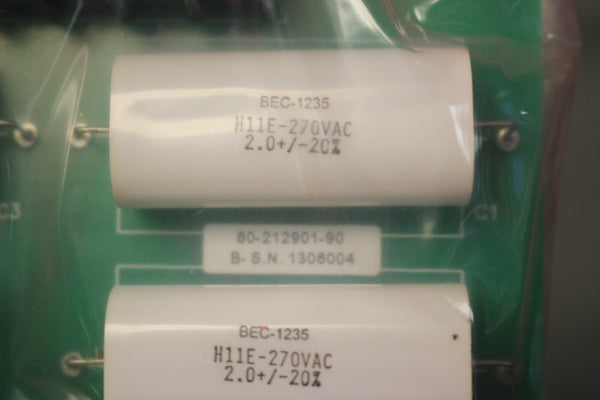 BEC-1235
H11E-270VAC
2.0+/-20%
C3
C1
80-212901-90
B- S.N. 1308004
BEC-1235
H11E-270VAC
2.0+/-20%